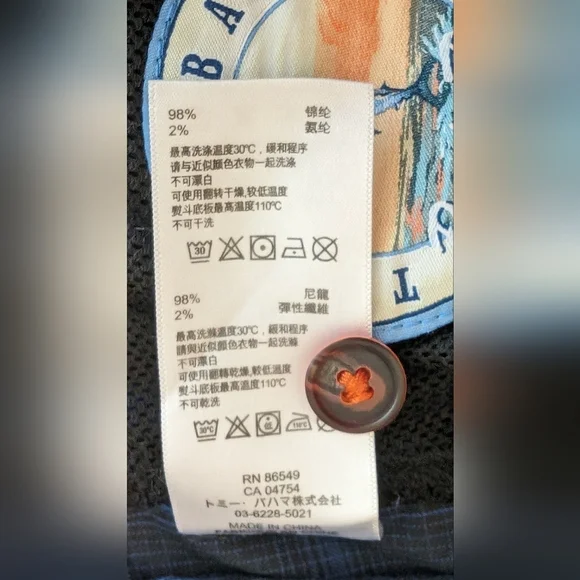 BA
T
98% 锦纶
2% 氨纶
最高洗涤温度30℃，缓和程序
请与近似颜色衣物一起洗涤
不可漂白
可使用翻转干燥,较低温度
熨斗底板最高温度110℃
不可干洗
30
98% 尼龍
2% 彈性纖維
最高洗滌溫度30℃，緩和程序
請與近似顏色衣物一起洗滌
不可漂白
可使用翻轉乾燥,較低溫度
熨斗底板最高溫度110℃
不可乾洗
30℃ 低 110℃
RN 86549
CA 04754
トミー・バハマ株式会社
03-6228-5021
MADE IN CHINA